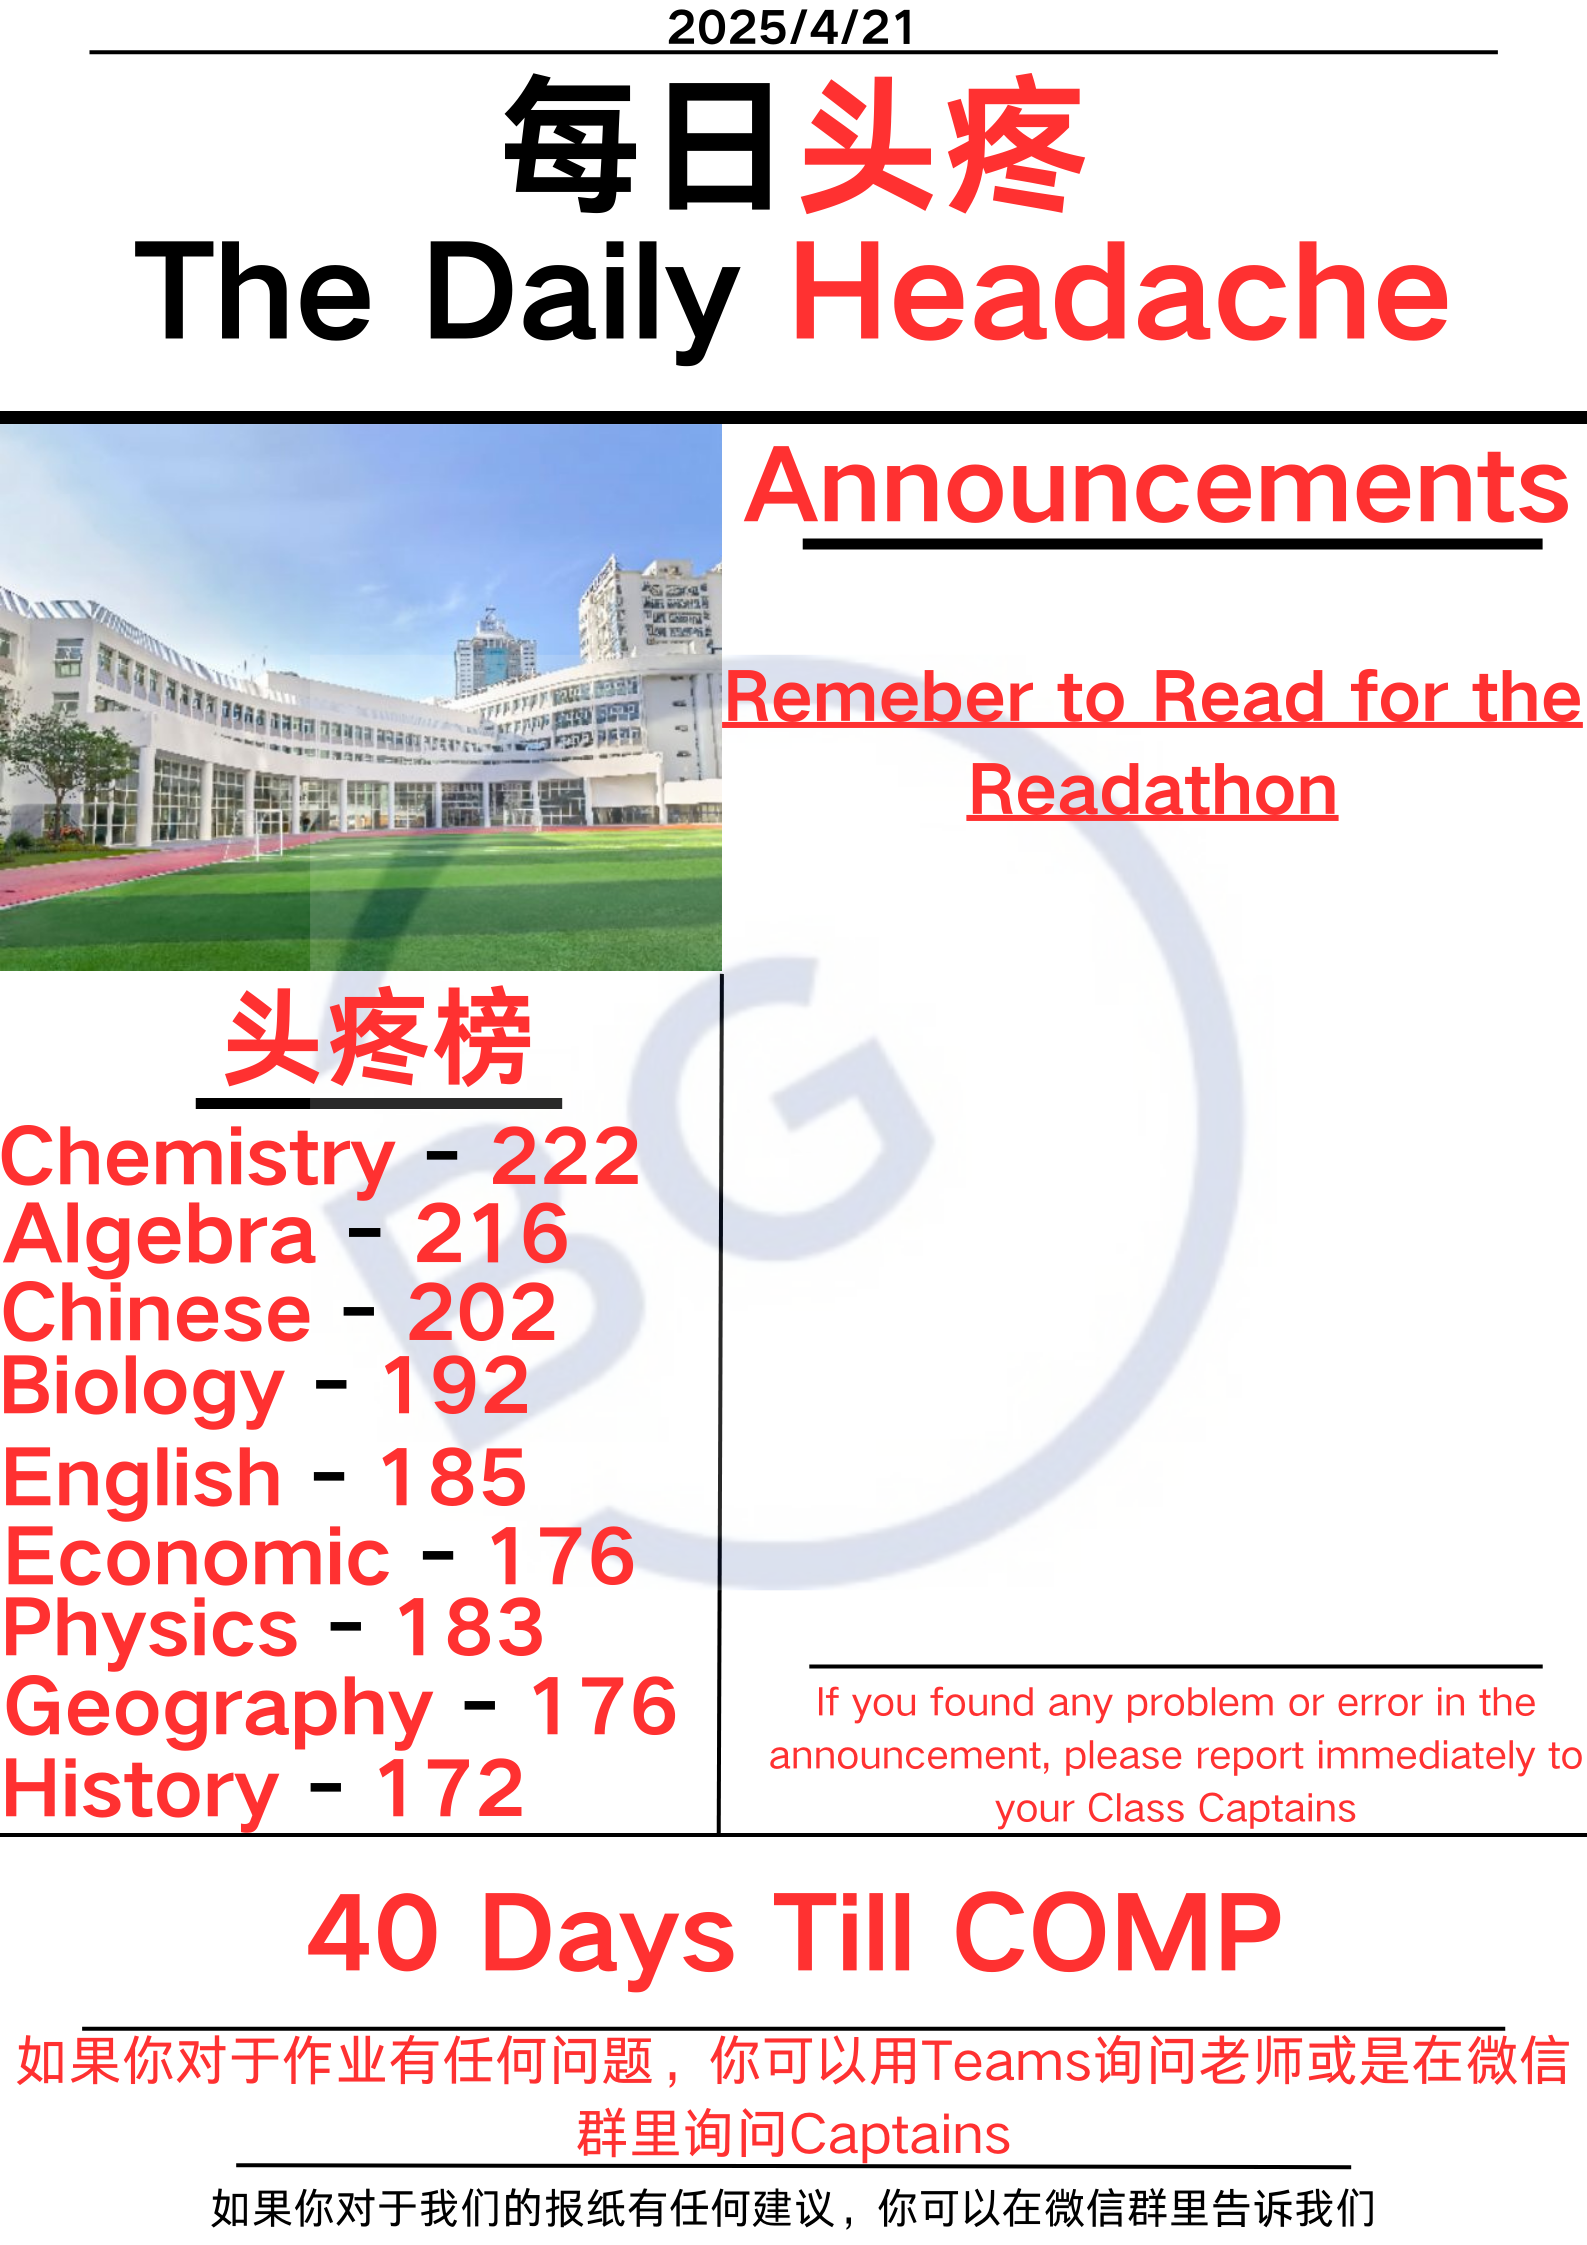 2025/4/21
每日头疼
The Daily Headache
Announcements
Remeber to Read for the
Readathon
头疼榜
Chemistry - 222
Algebra - 216
Chinese - 202
Biology - 192
English - 185
Economic - 176
Physics - 183
Geography - 176
History - 172
BG
If you found any problem or error in the
announcement, please report immediately to
your Class Captains
40 Days Till COMP
如果你对于作业有任何问题，你可以用Teams询问老师或是在微信
群里询问Captains
如果你对于我们的报纸有任何建议，你可以在微信群里告诉我们